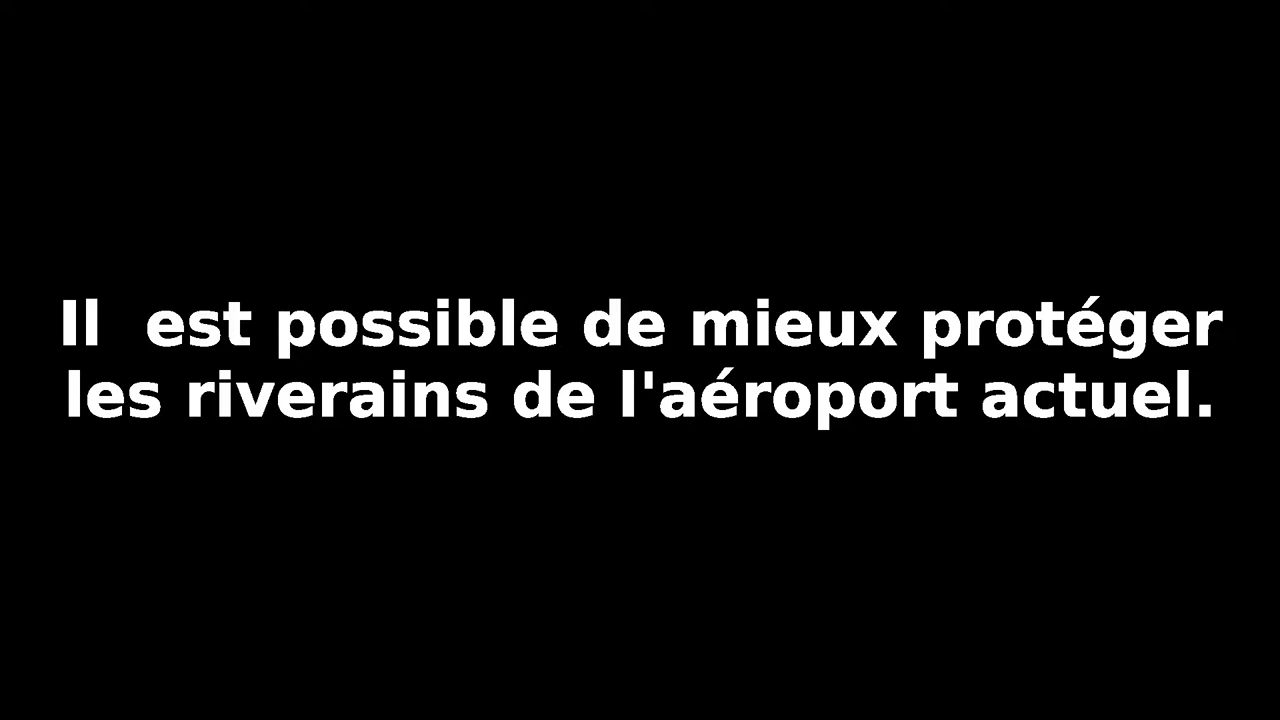 Il  est possible de mieux protéger
les riverains de l'aéroport actuel.